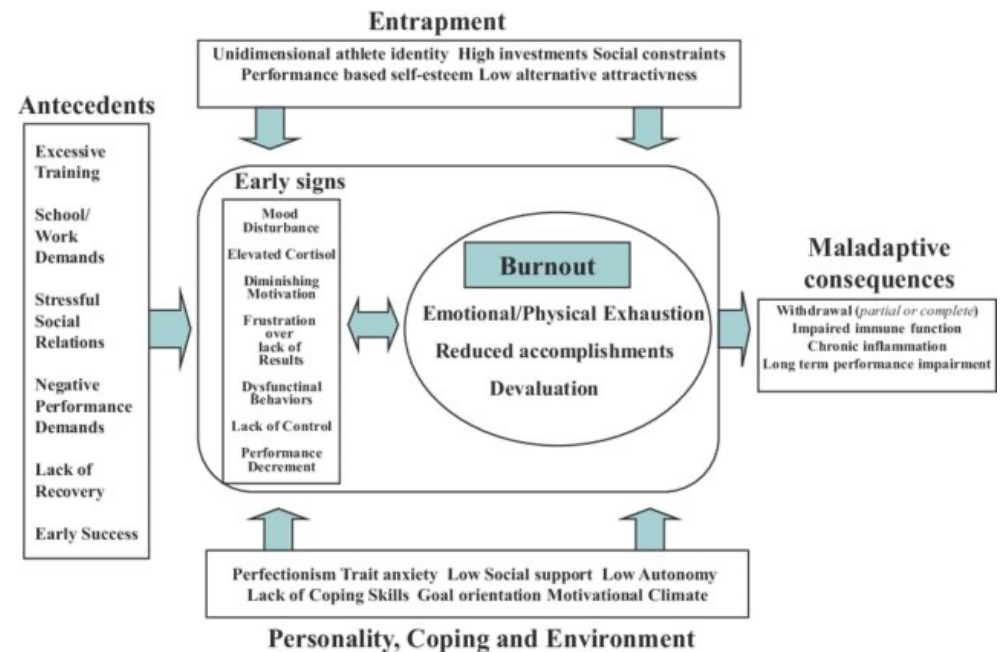 Entrapment
Unidimensional athlete identity High investments Social constraints
Performance based self-esteem Low alternative attractivness
Antecedents
Excessive
Training
School/
Work
Demands
Stressful
Social
Relations
Negative
Performance
Demands
Lack of
Recovery
Early Success
Early signs
Mood
Disturbance
Elevated Cortisol
Diminishing
Motivation
Frustration
over
lack of
Results
Dysfunctinal
Behaviors
Lack of Control
Performance
Decrement
Burnout
Emotional/Physical Exhaustion
Reduced accomplishments
Devaluation
Maladaptive
consequences
Withdrawal (partial or complete)
Impaired immune function
Chronic inflammation
Long term performance impairment
Perfectionism Trait anxiety Low Social support Low Autonomy
Lack of Coping Skills Goal orientation Motivational Climate
Personality, Coping and Environment